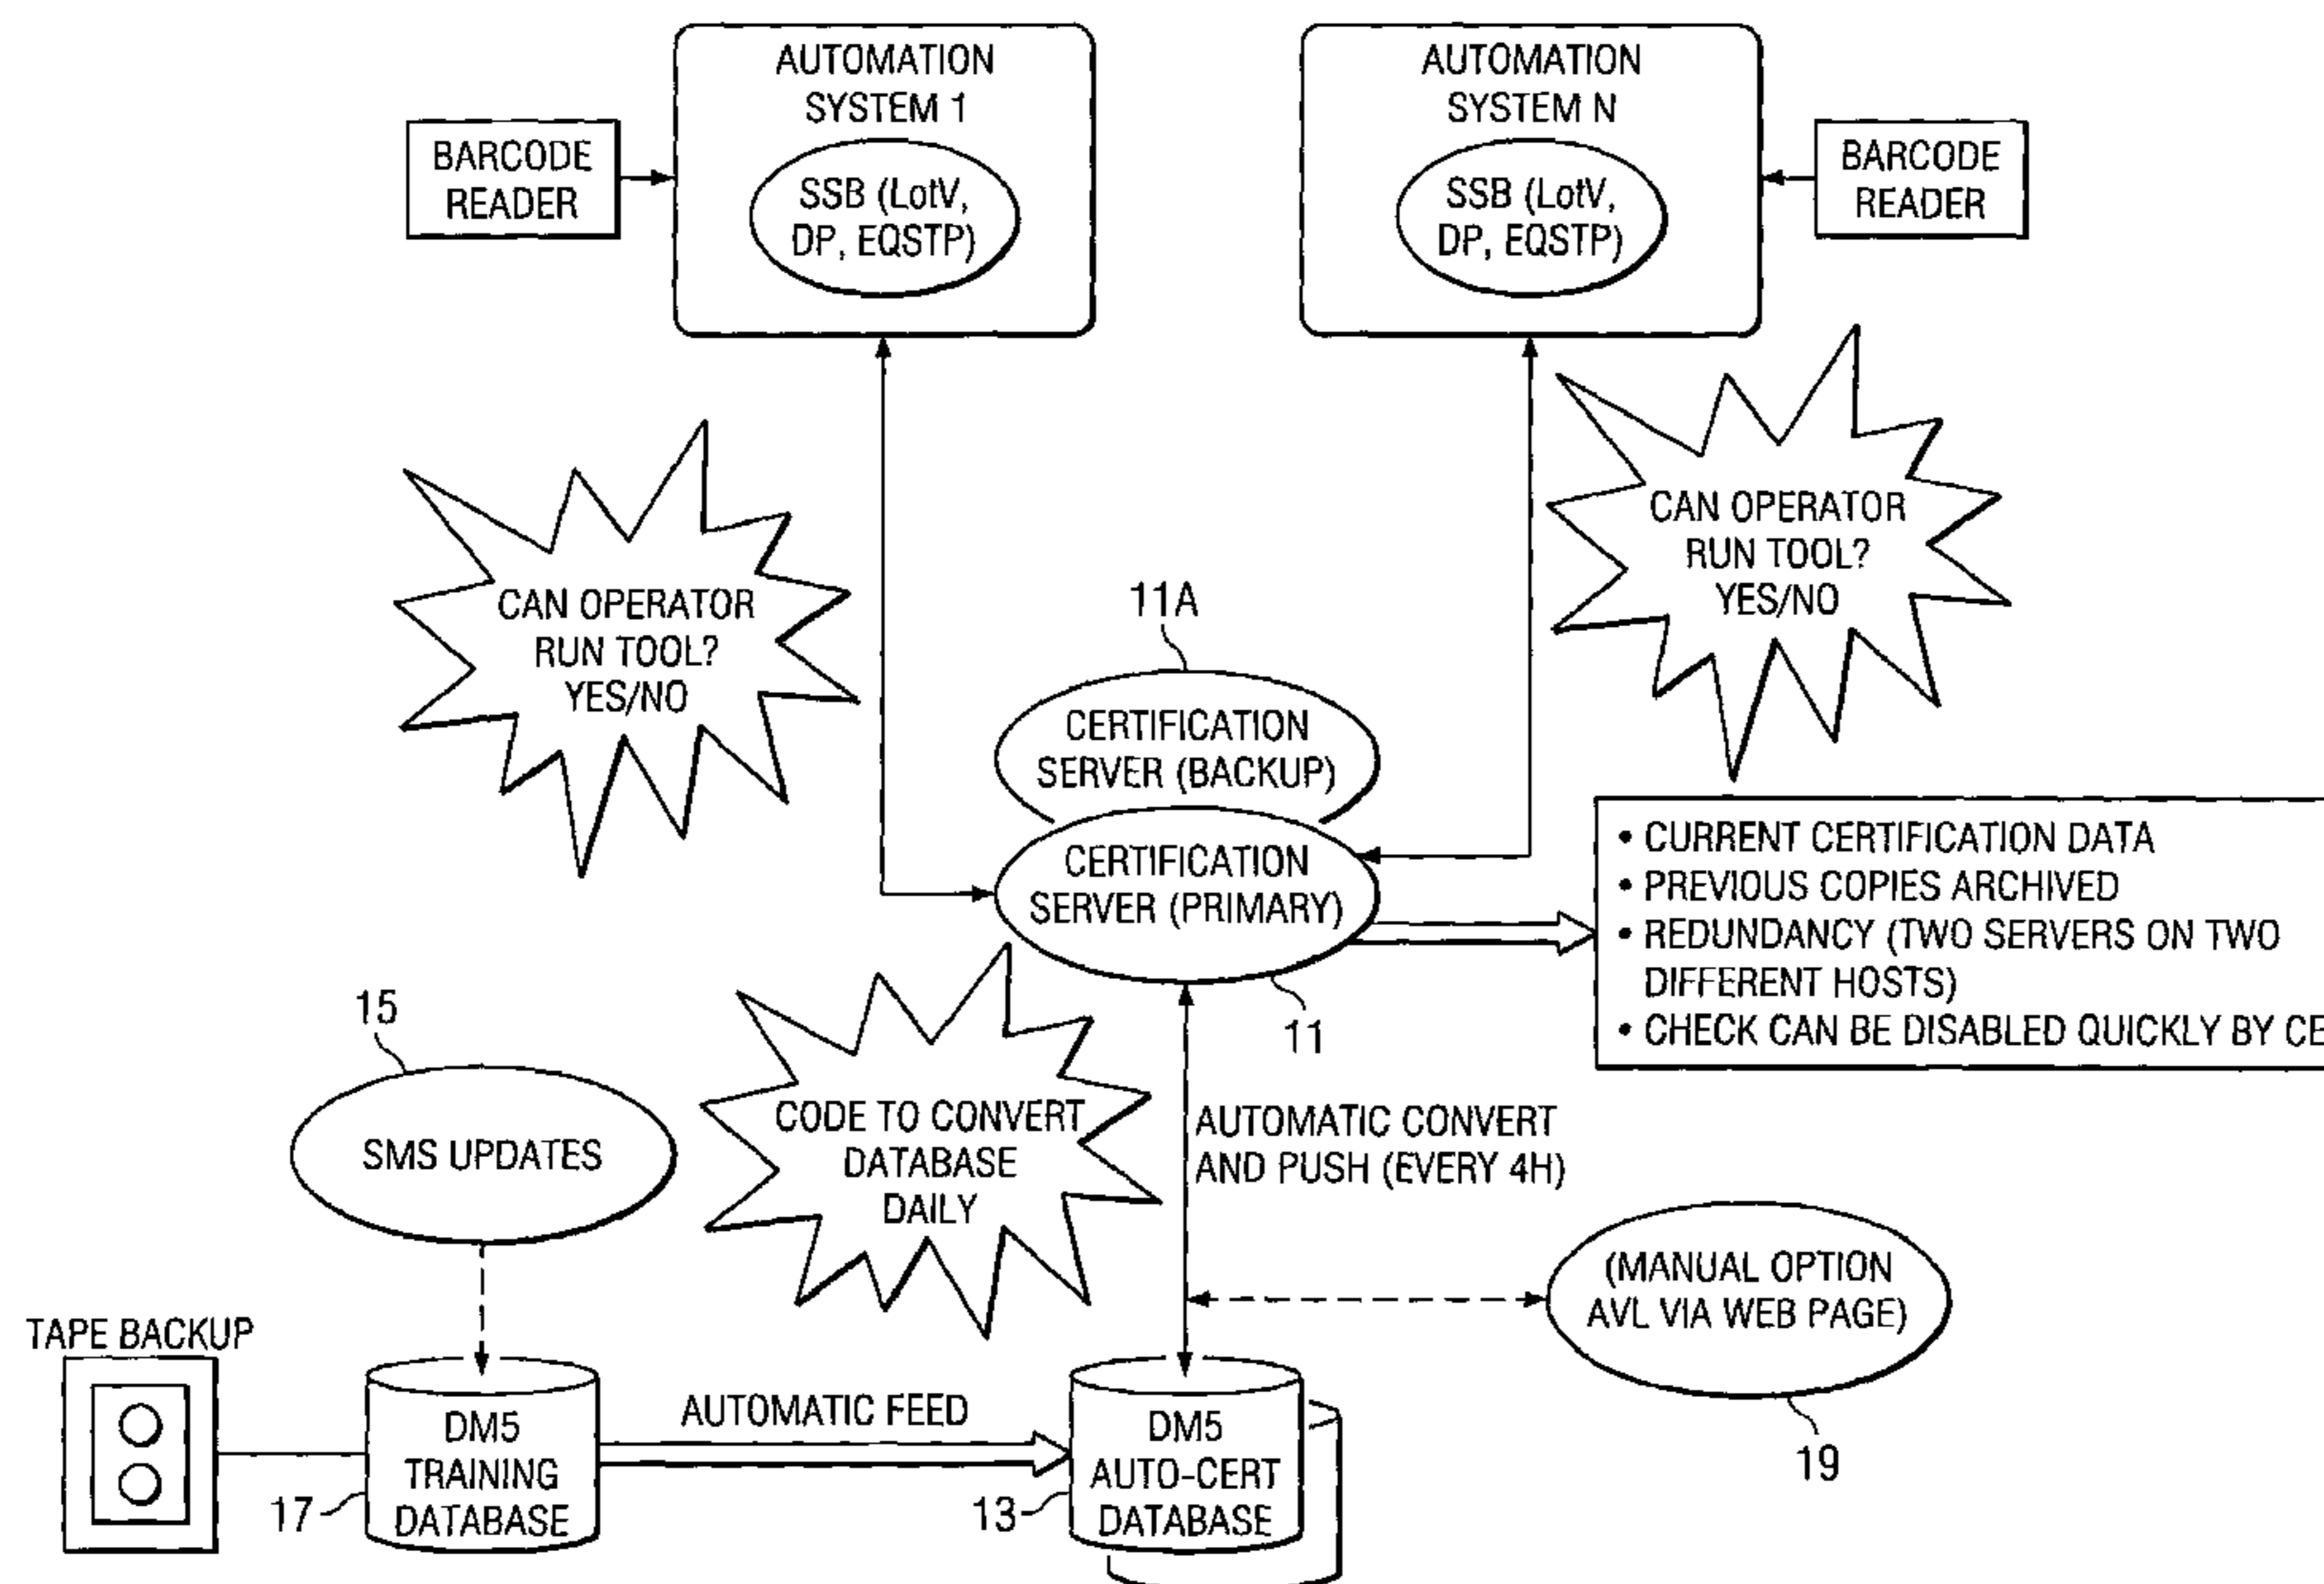 AUTOMATION
SYSTEM 1
SSB (LotV,
DP, EQSTP)
BARCODE
READER
AUTOMATION
SYSTEM N
SSB (LotV,
DP, EQSTP)
BARCODE
READER
CAN OPERATOR
RUN TOOL?
YES/NO
CAN OPERATOR
RUN TOOL?
YES/NO
11A
CERTIFICATION
SERVER (BACKUP)
CERTIFICATION
SERVER (PRIMARY)
11
• CURRENT CERTIFICATION DATA
• PREVIOUS COPIES ARCHIVED
• REDUNDANCY (TWO SERVERS ON TWO
DIFFERENT HOSTS)
• CHECK CAN BE DISABLED QUICKLY BY
15
SMS UPDATES
CODE TO CONVERT
DATABASE
DAILY
AUTOMATIC CONVERT
AND PUSH (EVERY 4H)
(MANUAL OPTION
AVL VIA WEB PAGE)
19
TAPE BACKUP
DM5
TRAINING
DATABASE
17
AUTOMATIC FEED
DM5
AUTO-CERT
DATABASE
13